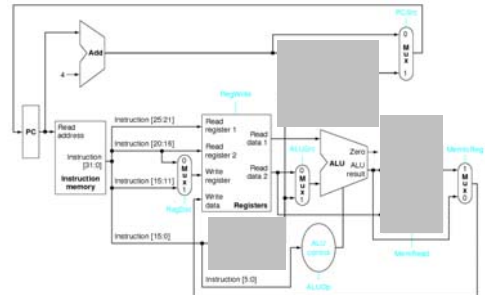 PCSrc
0
M
u
x
1
Add
4
RegWrite
PC
Read
address
Instruction
[31:0]
Instruction
memory
Instruction [25:21]
Instruction [20:16]
Instruction [15:11]
0
M
u
x
1
RegDst
Read
register 1
Read
register 2
Write
register
Write
data
Read
data 1
Read
data 2
Registers
ALUSrc
0
M
u
x
1
Zero
ALU
ALU
result
MemtoReg
1
M
u
x
0
MemRead
Instruction [15:0]
Instruction [5:0]
ALU
control
ALUOp